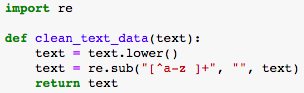 import re

def clean_text_data(text):
    text = text.lower()
    text = re.sub("[^a-z ]+", "", text)
    return text